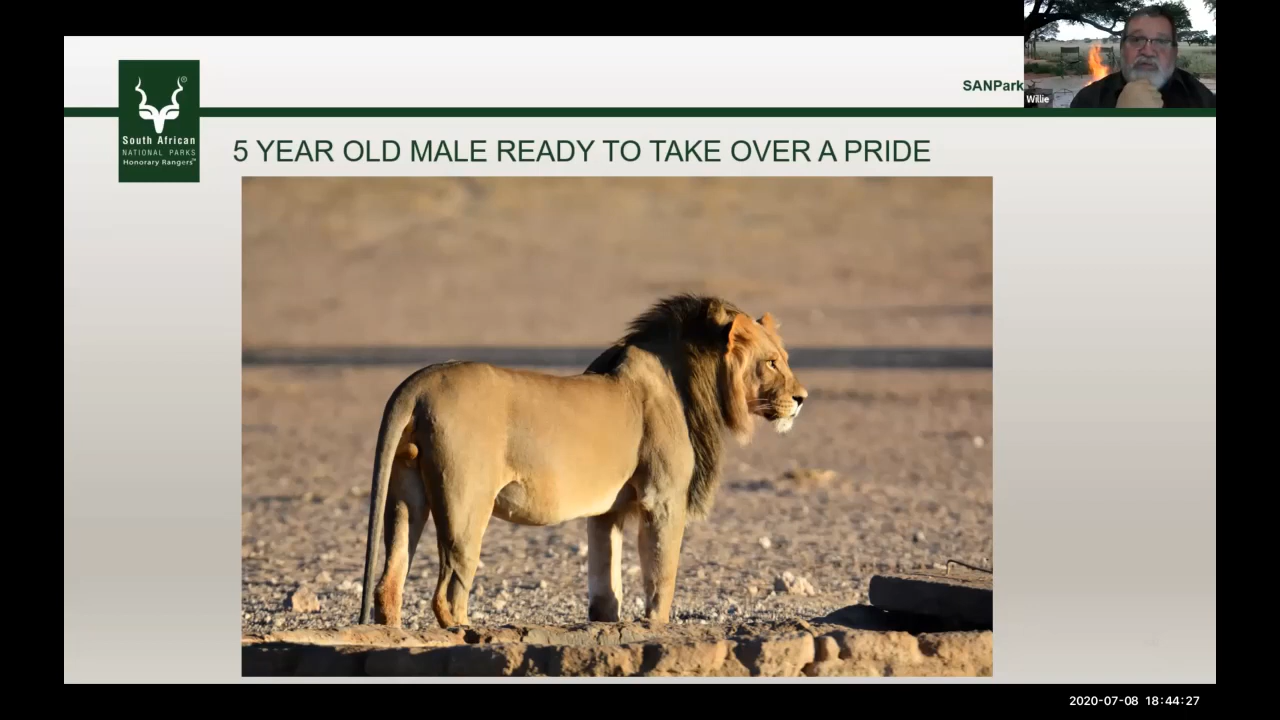 SANPark
Willie
South African
NATIONAL PARKS
Honorary Rangers™
5 YEAR OLD MALE READY TO TAKE OVER A PRIDE
2020-07-08 18:44:27